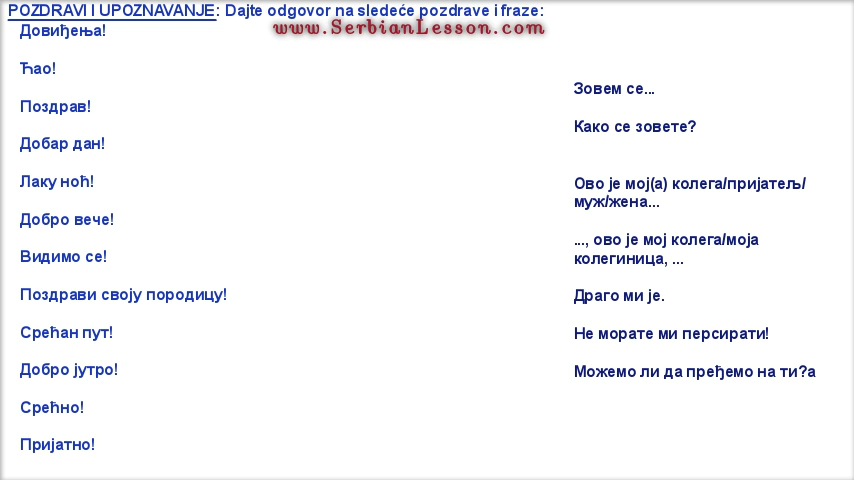 POZDRAVI I UPOZNAVANJE: Dajte odgovor na sledeće pozdrave i fraze:
www.SerbianLesson.com
Довиђења!
Ћао!
Поздрав!
Добар дан!
Лаку ноћ!
Добро вече!
Видимо се!
Поздрави своју породицу!
Срећан пут!
Добро јутро!
Срећно!
Пријатно!
Зовем се...
Како се зовете?
Ово је мој(а) колега/пријатељ/
муж/жена...
..., ово је мој колега/моја
колегиница, ...
Драго ми је.
Не морате ми персирати!
Можемо ли да пређемо на ти?а